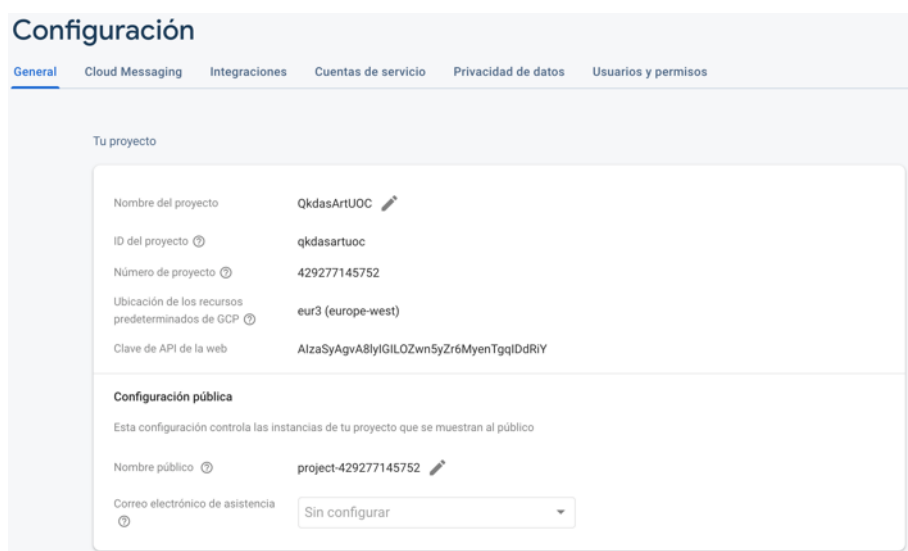 Configuración
General Cloud Messaging Integraciones Cuentas de servicio Privacidad de datos Usuarios y permisos
Tu proyecto
Nombre del proyecto QkdasArtUOC
ID del proyecto qkdasartuoc
Número de proyecto 429277145752
Ubicación de los recursos
predeterminados de GCP eur3 (europe-west)
Clave de API de la web AIzaSyAgvA8lylGILOZwn5yZr6MyenTgqIDdRiY
Configuración pública
Esta configuración controla las instancias de tu proyecto que se muestran al público
Nombre público project-429277145752
Correo electrónico de asistencia
Sin configurar